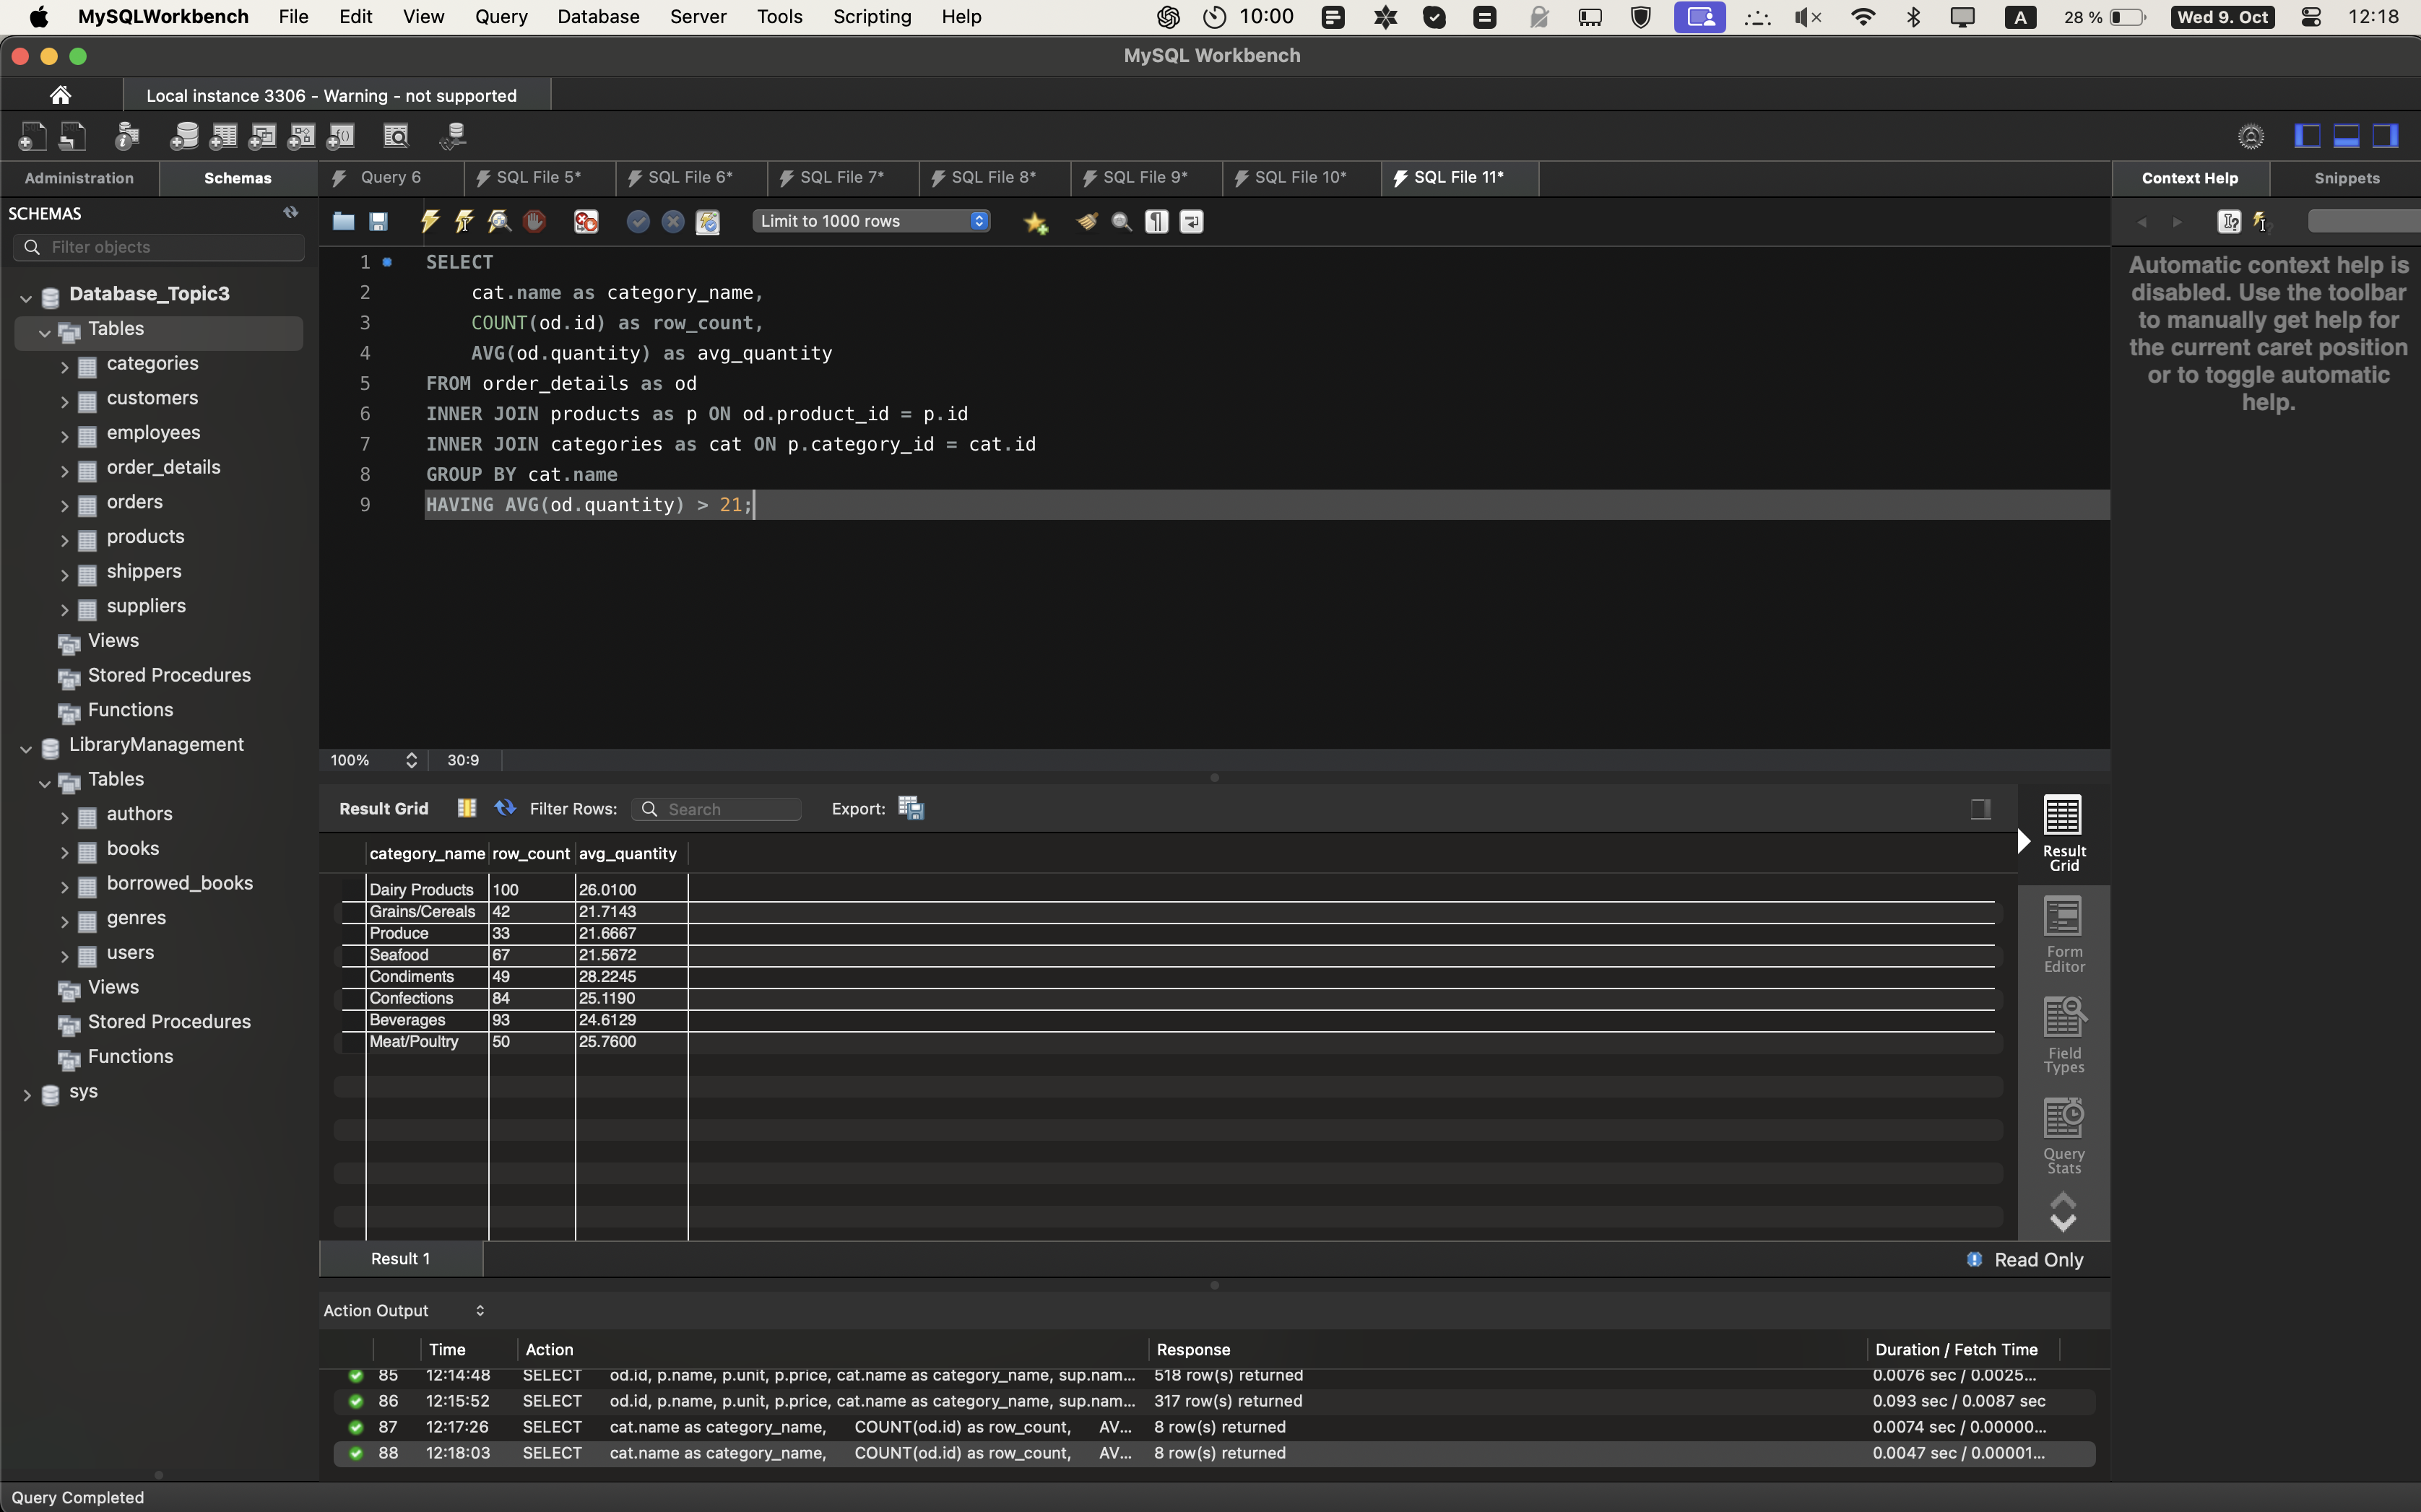 MySQLWorkbench File Edit View Query Database Server Tools Scripting Help 10:00 A 28 % Wed 9. Oct 12:18
MySQL Workbench
Local instance 3306 - Warning - not supported
Administration Schemas Query 6 SQL File 5* SQL File 6* SQL File 7* SQL File 8* SQL File 9* SQL File 10* SQL File 11* Context Help Snippets
SCHEMAS
Limit to 1000 rows
Filter objects
Database_Topic3
Tables
categories
customers
employees
order_details
orders
products
shippers
suppliers
Views
Stored Procedures
Functions
LibraryManagement
Tables
authors
books
borrowed_books
genres
users
Views
Stored Procedures
Functions
sys
1 SELECT
2 cat.name as category_name,
3 COUNT(od.id) as row_count,
4 AVG(od.quantity) as avg_quantity
5 FROM order_details as od
6 INNER JOIN products as p ON od.product_id = p.id
7 INNER JOIN categories as cat ON p.category_id = cat.id
8 GROUP BY cat.name
9 HAVING AVG(od.quantity) > 21;
Automatic context help is
disabled. Use the toolbar
to manually get help for
the current caret position
or to toggle automatic
help.
100% 30:9
Result Grid Filter Rows: Search Export:
category_name row_count avg_quantity
Dairy Products 100 26.0100
Grains/Cereals 42 21.7143
Produce 33 21.6667
Seafood 67 21.5672
Condiments 49 28.2245
Confections 84 25.1190
Beverages 93 24.6129
Meat/Poultry 50 25.7600
Result
Grid
Form
Editor
Field
Types
Query
Stats
Result 1 Read Only
Action Output
Time Action Response Duration / Fetch Time
85 12:14:48 SELECT od.id, p.name, p.unit, p.price, cat.name as category_name, sup.nam... 518 row(s) returned 0.0076 sec / 0.0025...
86 12:15:52 SELECT od.id, p.name, p.unit, p.price, cat.name as category_name, sup.nam... 317 row(s) returned 0.093 sec / 0.0087 sec
87 12:17:26 SELECT cat.name as category_name, COUNT(od.id) as row_count, AV... 8 row(s) returned 0.0074 sec / 0.00000...
88 12:18:03 SELECT cat.name as category_name, COUNT(od.id) as row_count, AV... 8 row(s) returned 0.0047 sec / 0.00001...
Query Completed